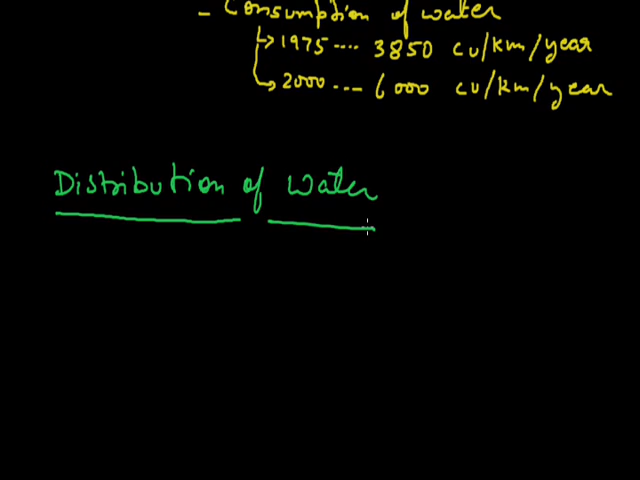 - Consumption of water
→ 1975 .... 3850 cu/km/year
→ 2000 ... 6000 cu/km/year
Distribution of water